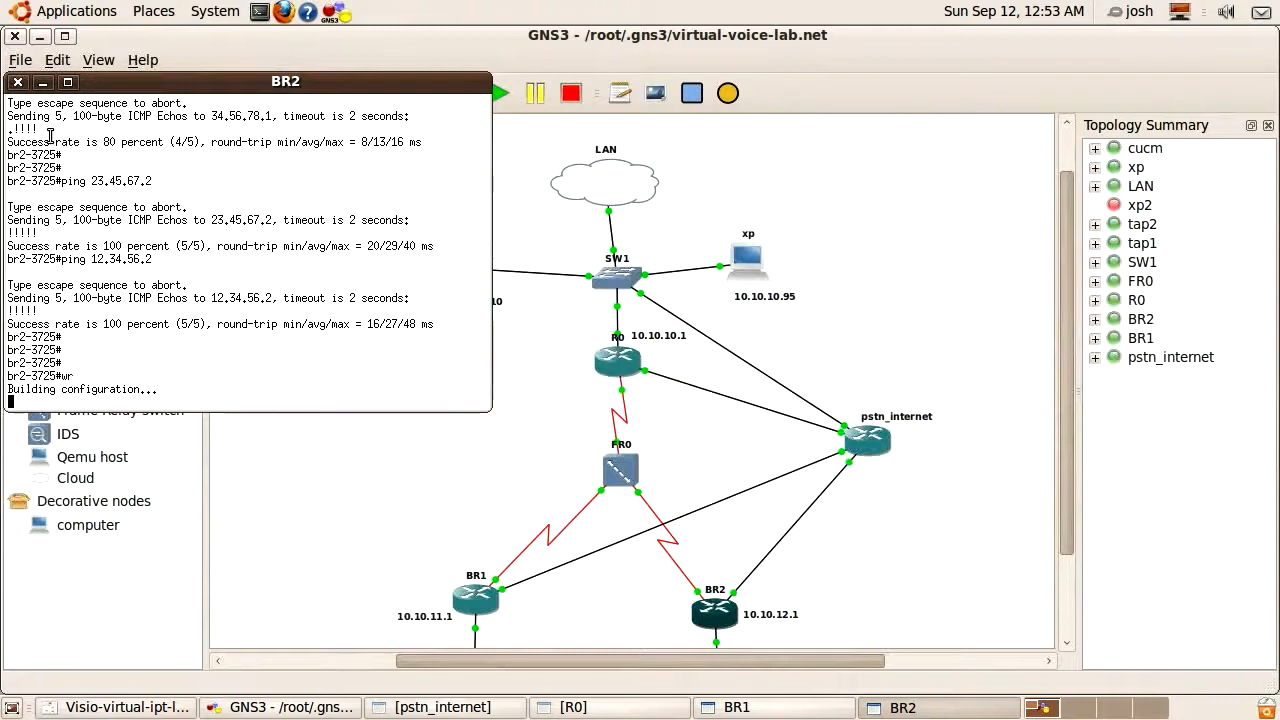 Applications Places System
Sun Sep 12, 12:53 AM josh
GNS3 - /root/.gns3/virtual-voice-lab.net
File Edit View Help
BR2
Type escape sequence to abort.
Sending 5, 100-byte ICMP Echos to 34.56.78.1, timeout is 2 seconds:
.!!!!
Success rate is 80 percent (4/5), round-trip min/avg/max = 8/13/16 ms
br2-3725#
br2-3725#
br2-3725#ping 23.45.67.2
Type escape sequence to abort.
Sending 5, 100-byte ICMP Echos to 23.45.67.2, timeout is 2 seconds:
!!!!!
Success rate is 100 percent (5/5), round-trip min/avg/max = 20/29/40 ms
br2-3725#ping 12.34.56.2
Type escape sequence to abort.
Sending 5, 100-byte ICMP Echos to 12.34.56.2, timeout is 2 seconds:
!!!!!
Success rate is 100 percent (5/5), round-trip min/avg/max = 16/27/40 ms
br2-3725#
br2-3725#
br2-3725#
br2-3725#wr
Building configuration...
IDS
Qemu host
Cloud
Decorative nodes
computer
LAN
SW1
xp
10.10.10.95
10
R0 10.10.10.1
pstn_internet
FR0
BR1
10.10.11.1
BR2
10.10.12.1
Topology Summary
cucm
xp
LAN
xp2
tap2
tap1
SW1
FR0
R0
BR2
BR1
pstn_internet
Visio-virtual-ipt-l...
GNS3 - /root/.gns...
[pstn_internet]
[R0]
BR1
BR2